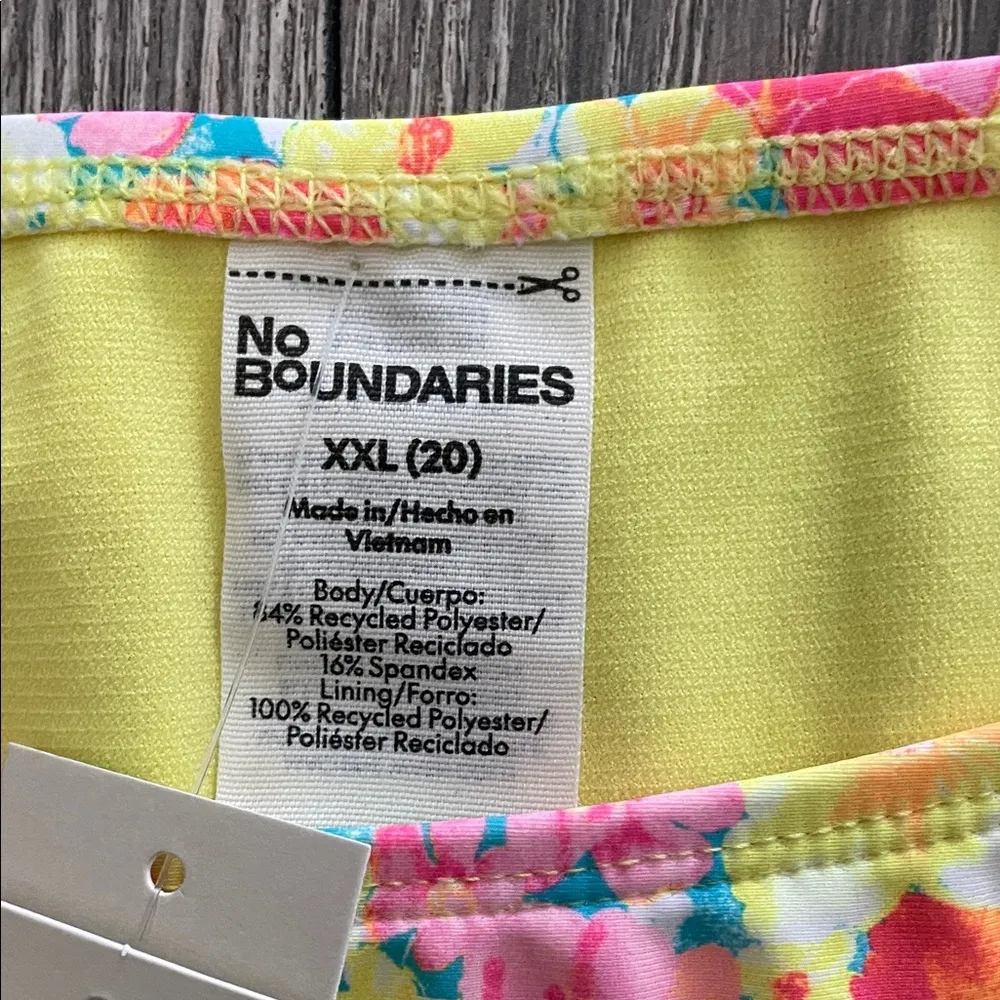 No
BOUNDARIES
XXL (20)
Made in/Hecho en
Vietnam
Body/Cuerpo:
84% Recycled Polyester/
Poliéster Reciclado
16% Spandex
Lining/Forro:
100% Recycled Polyester/
Poliéster Reciclado